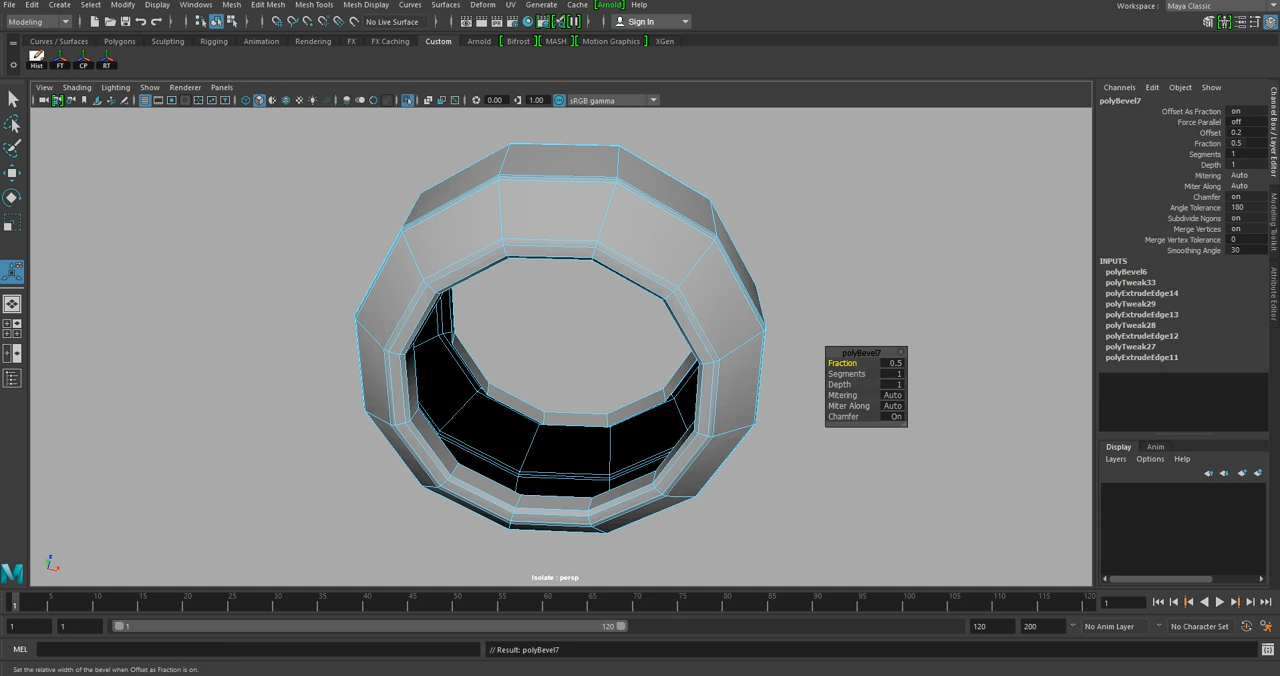 File Edit Create Select Modify Display Windows Mesh Edit Mesh Mesh Tools Mesh Display Curves Surfaces Deform UV Generate Cache [Arnold] Help Workspace : Maya Classic
Modeling No Live Surface Sign In
Curves / Surfaces Polygons Sculpting Rigging Animation Rendering FX FX Caching Custom Arnold Bifrost MASH Motion Graphics XGen
Hist FT CP RT
View Shading Lighting Show Renderer Panels
0.00 1.00 sRGB gamma
Channels Edit Object Show
polyBevel7
Offset As Fraction on
Force Parallel off
Offset 0.2
Fraction 0.5
Segments 1
Depth 1
Mitering Auto
Miter Along Auto
Chamfer on
Angle Tolerance 180
Subdivide Ngons on
Merge Vertices on
Merge Vertex Tolerance 0
Smoothing Angle 30
INPUTS
polyBevel6
polyTweak33
polyExtrudeEdge14
polyTweak29
polyExtrudeEdge13
polyTweak28
polyExtrudeEdge12
polyTweak27
polyExtrudeEdge11
Channel Box / Layer Editor
Modeling Toolkit
Attribute Editor
polyBevel7
Fraction 0.5
Segments 1
Depth 1
Mitering Auto
Miter Along Auto
Chamfer On
Display Anim
Layers Options Help
z
x
Isolate : persp
1 5 10 15 20 25 30 35 40 45 50 55 60 65 70 75 80 85 90 95 100 105 110 115 120 1
1 1 1 120 120 200 No Anim Layer No Character Set
MEL // Result: polyBevel7
Set the relative width of the bevel when Offset as Fraction is on.